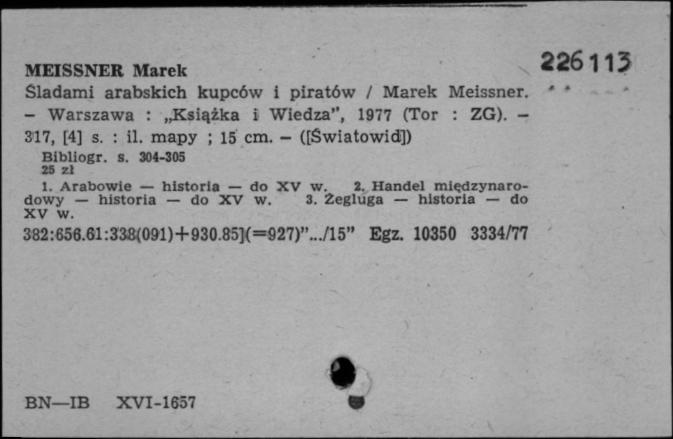 226113
MEISSNER Marek
Śladami arabskich kupców i piratów / Marek Meissner.
– Warszawa : „Książka i Wiedza”, 1977 (Tor : ZG). –
317, [4] s. : il. mapy ; 15 cm. – ([Światowid])
Bibliogr. s. 304-305
25 zł
1. Arabowie — historia — do XV w. 2. Handel międzynaro-
dowy — historia — do XV w. 3. Żegluga — historia — do
XV w.
382:656.61:338(091)+930.85](=927)”.../15” Egz. 10350 3334/77
BN—IB XVI-1657